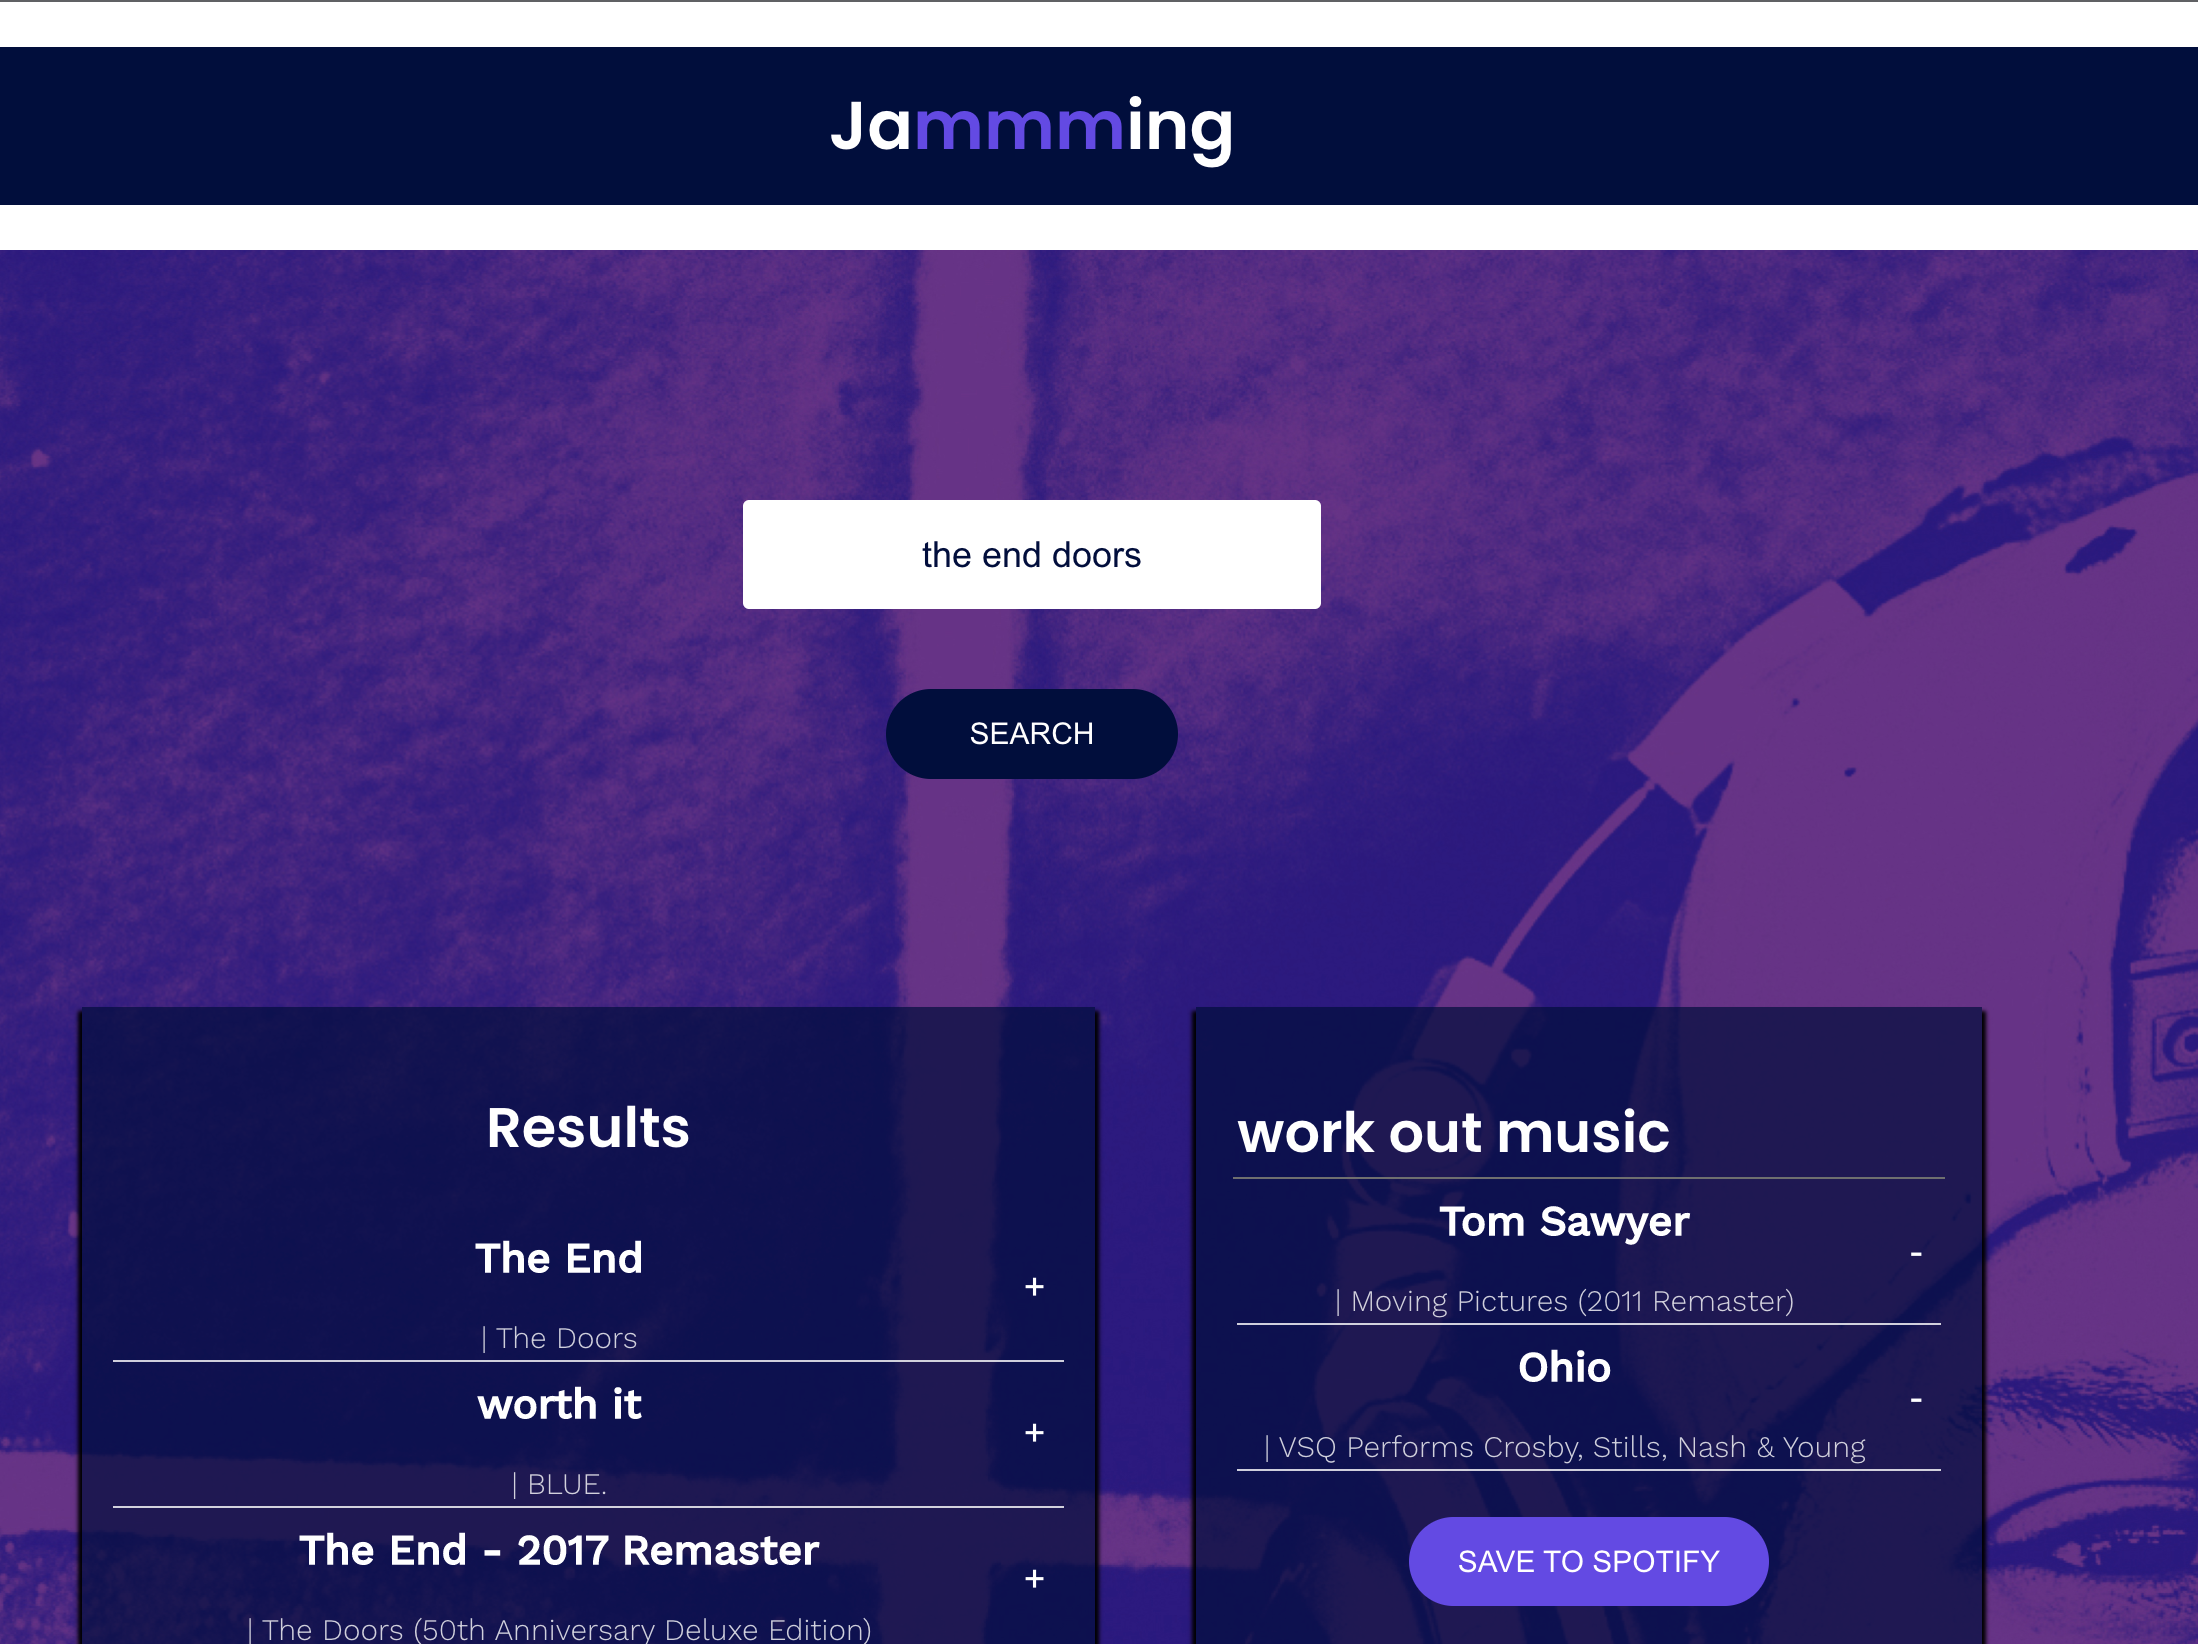 Jammming
the end doors
SEARCH
Results
The End
+
| The Doors
worth it
+
| BLUE.
The End - 2017 Remaster
+
| The Doors (50th Anniversary Deluxe Edition)
work out music
Tom Sawyer
-
| Moving Pictures (2011 Remaster)
Ohio
-
| VSQ Performs Crosby, Stills, Nash & Young
SAVE TO SPOTIFY